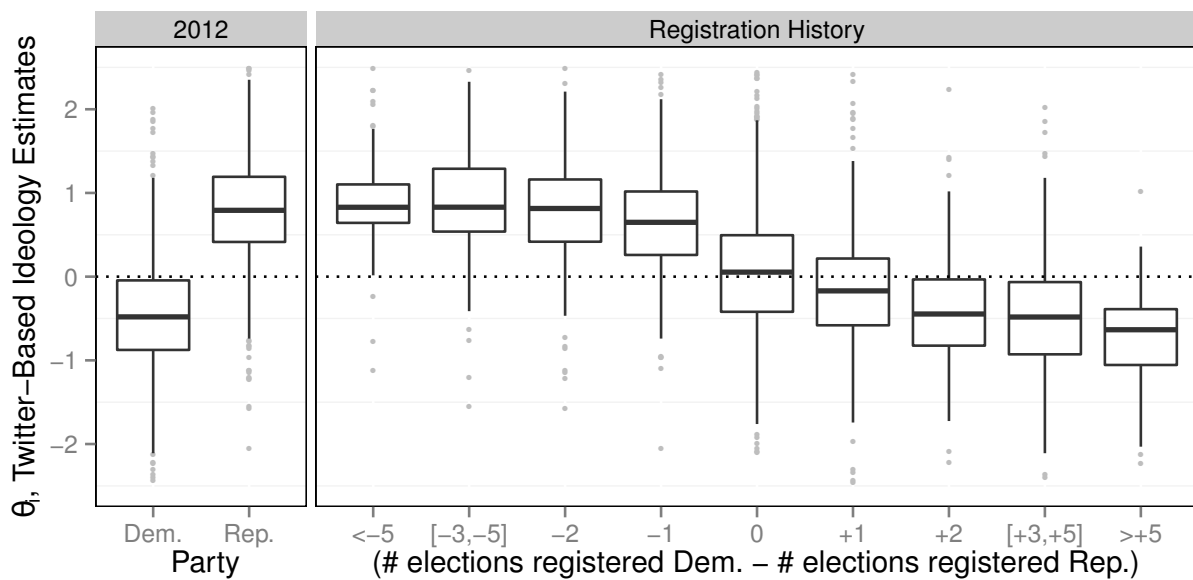 2012
Registration History
θi, Twitter−Based Ideology Estimates
2
1
0
−1
−2
Dem. Rep.
<−5 [−3,−5] −2 −1 0 +1 +2 [+3,+5] >+5
Party
(# elections registered Dem. − # elections registered Rep.)